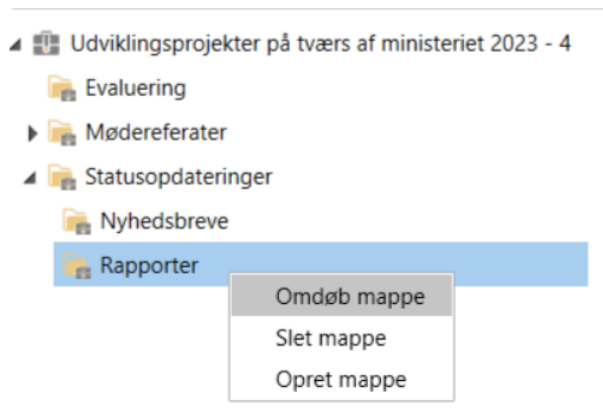 Udviklingsprojekter på tværs af ministeriet 2023 - 4
Evaluering
Mødereferater
Statusopdateringer
Nyhedsbreve
Rapporter
Omdøb mappe
Slet mappe
Opret mappe